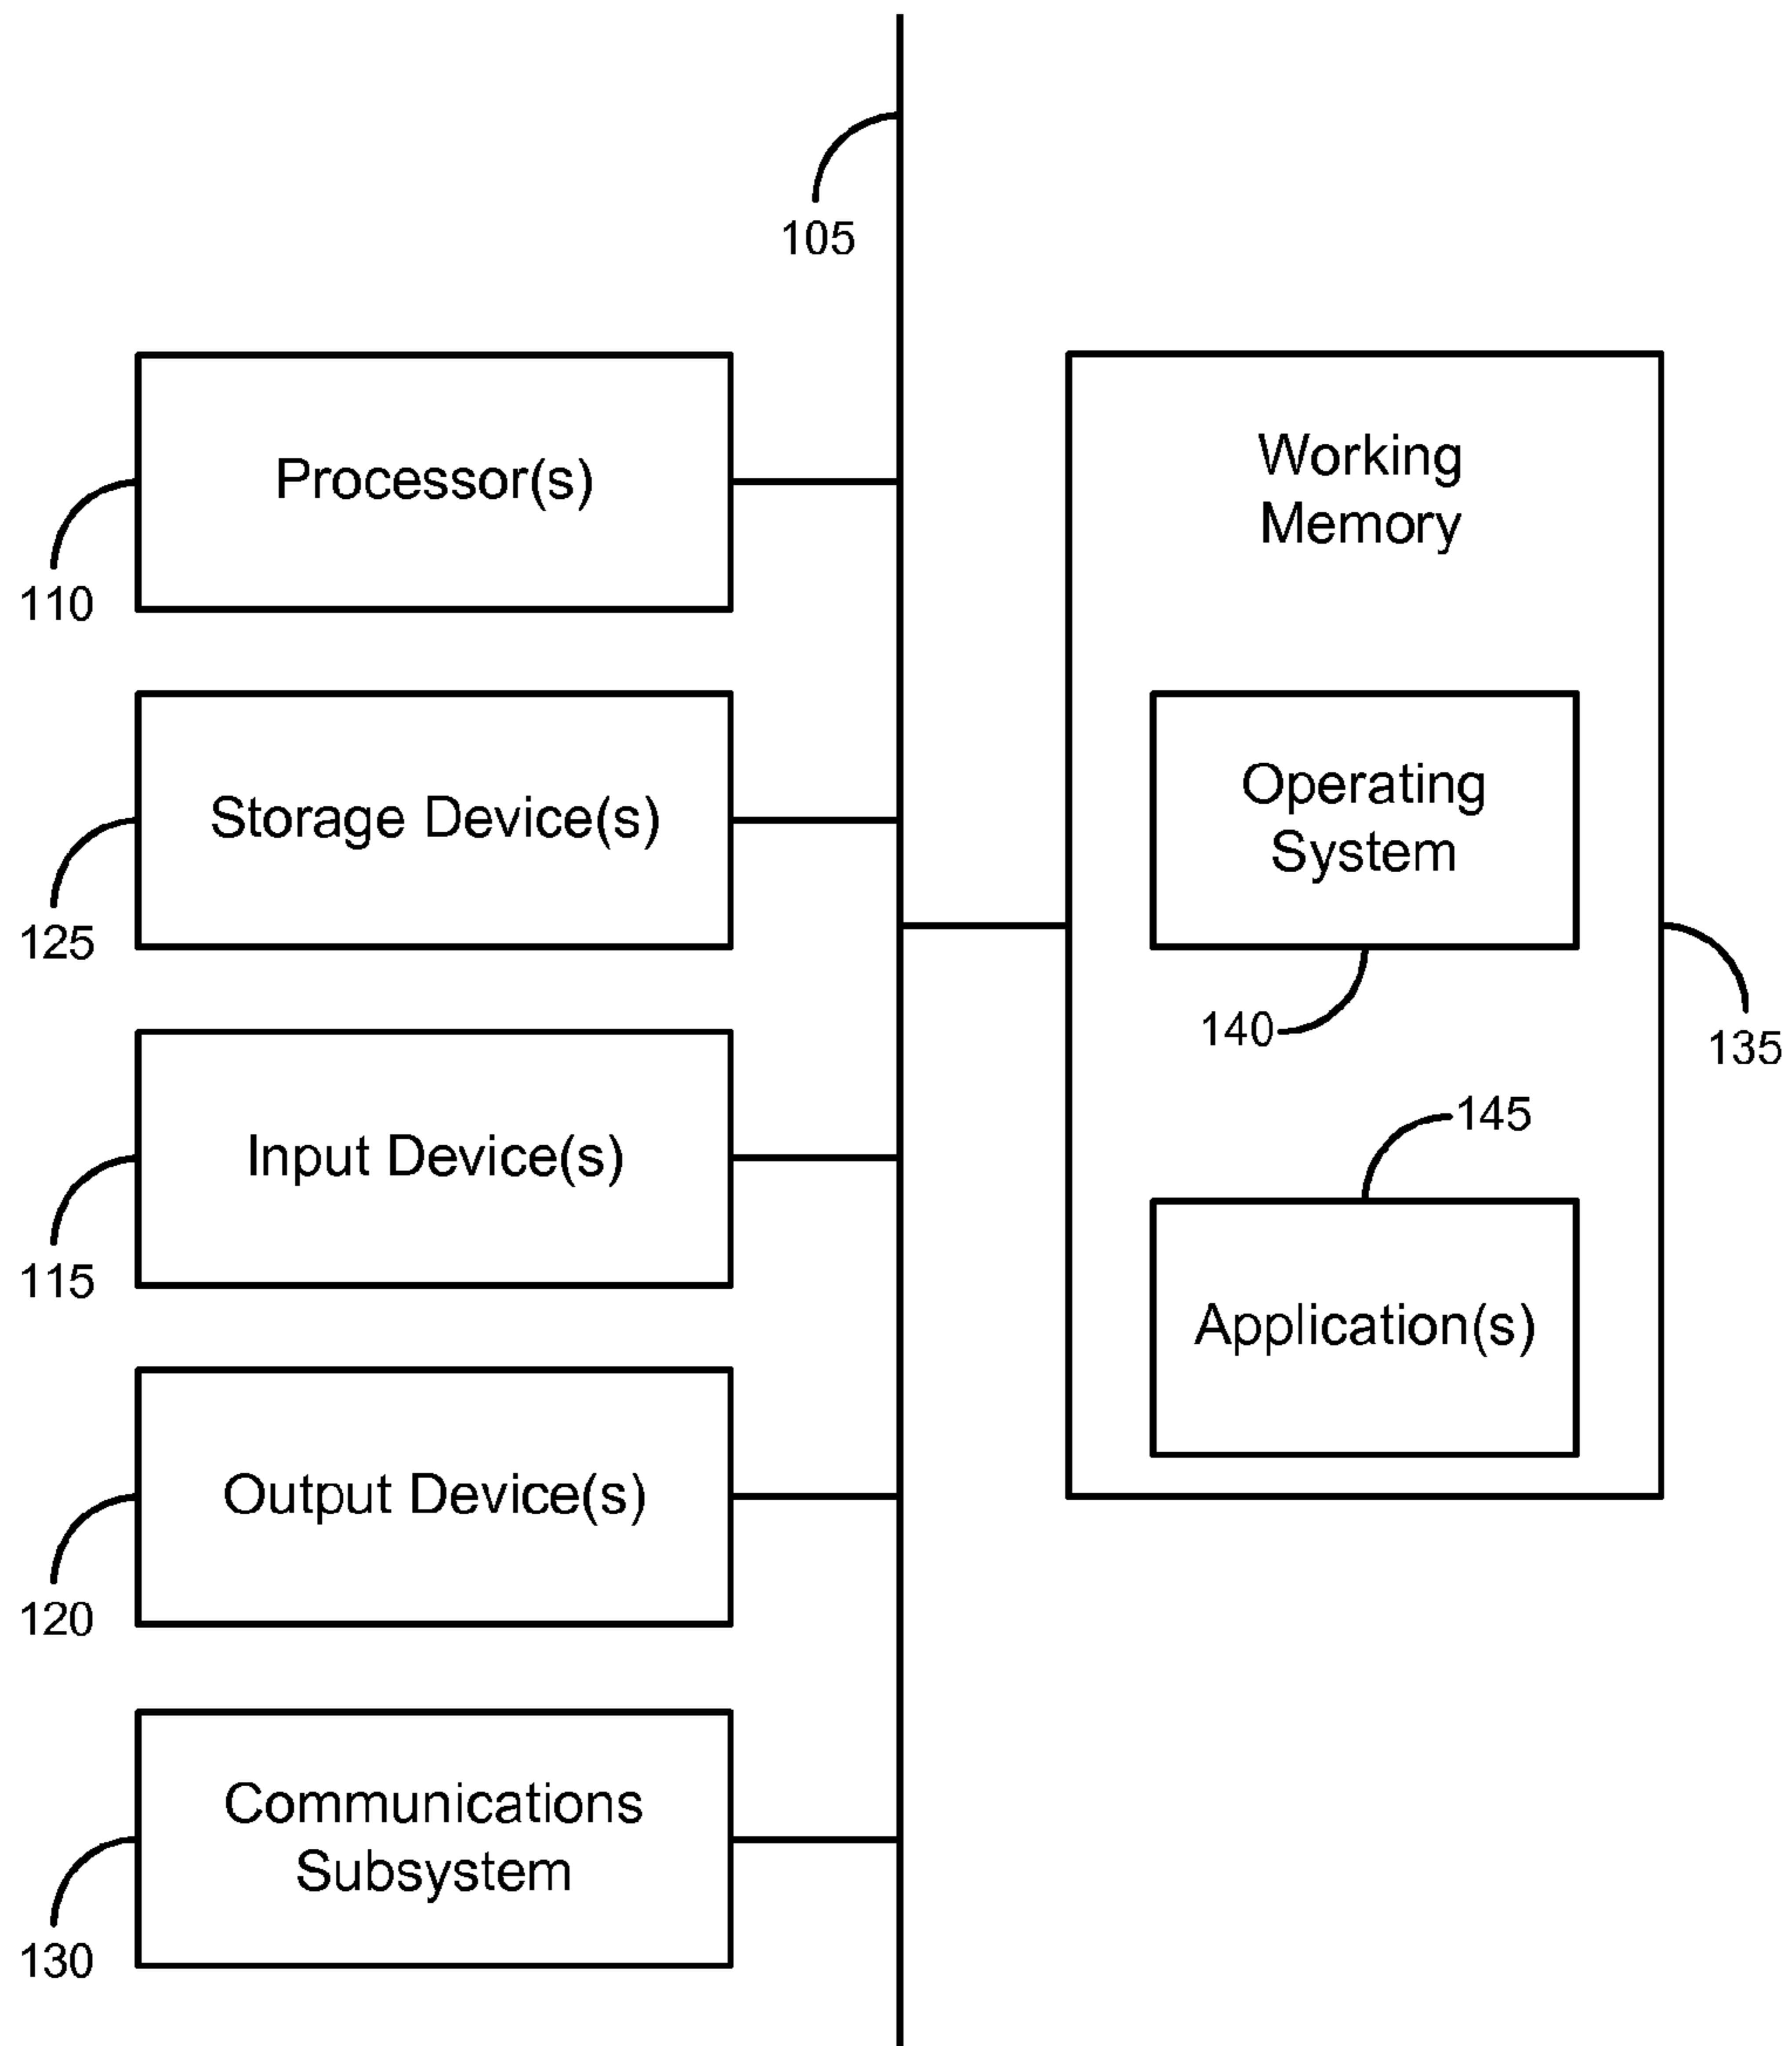 105
Processor(s)
110
Storage Device(s)
125
Input Device(s)
115
Output Device(s)
120
Communications
Subsystem
130
Working
Memory
Operating
System
140
135
145
Application(s)